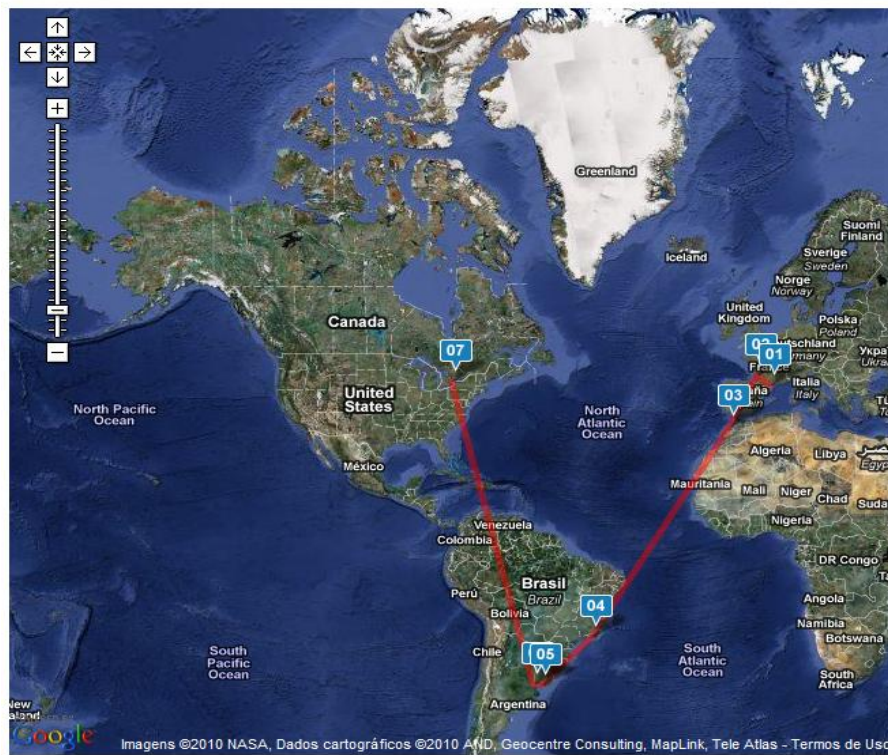 Greenland
Suomi
Finland
Iceland
Sverige
Sweden
Norge
Norway
Canada
United
Kingdom
Polska
Poland
07
02
01
Italia
Italy
United
States
03
North Pacific
Ocean
North
Atlantic
Ocean
Algeria
Libya
México
Mauritania
Mali
Niger
Chad
Nigeria
Venezuela
Colombia
DR Congo
Brasil
Brazil
Perú
Bolivia
04
Angola
Namibia
Botswana
South
Pacific
Ocean
Chile
05
South
Atlantic
Ocean
South
Africa
Argentina
Google
Imagens ©2010 NASA, Dados cartográficos ©2010 AND, Geocentre Consulting, MapLink, Tele Atlas - Termos de Us